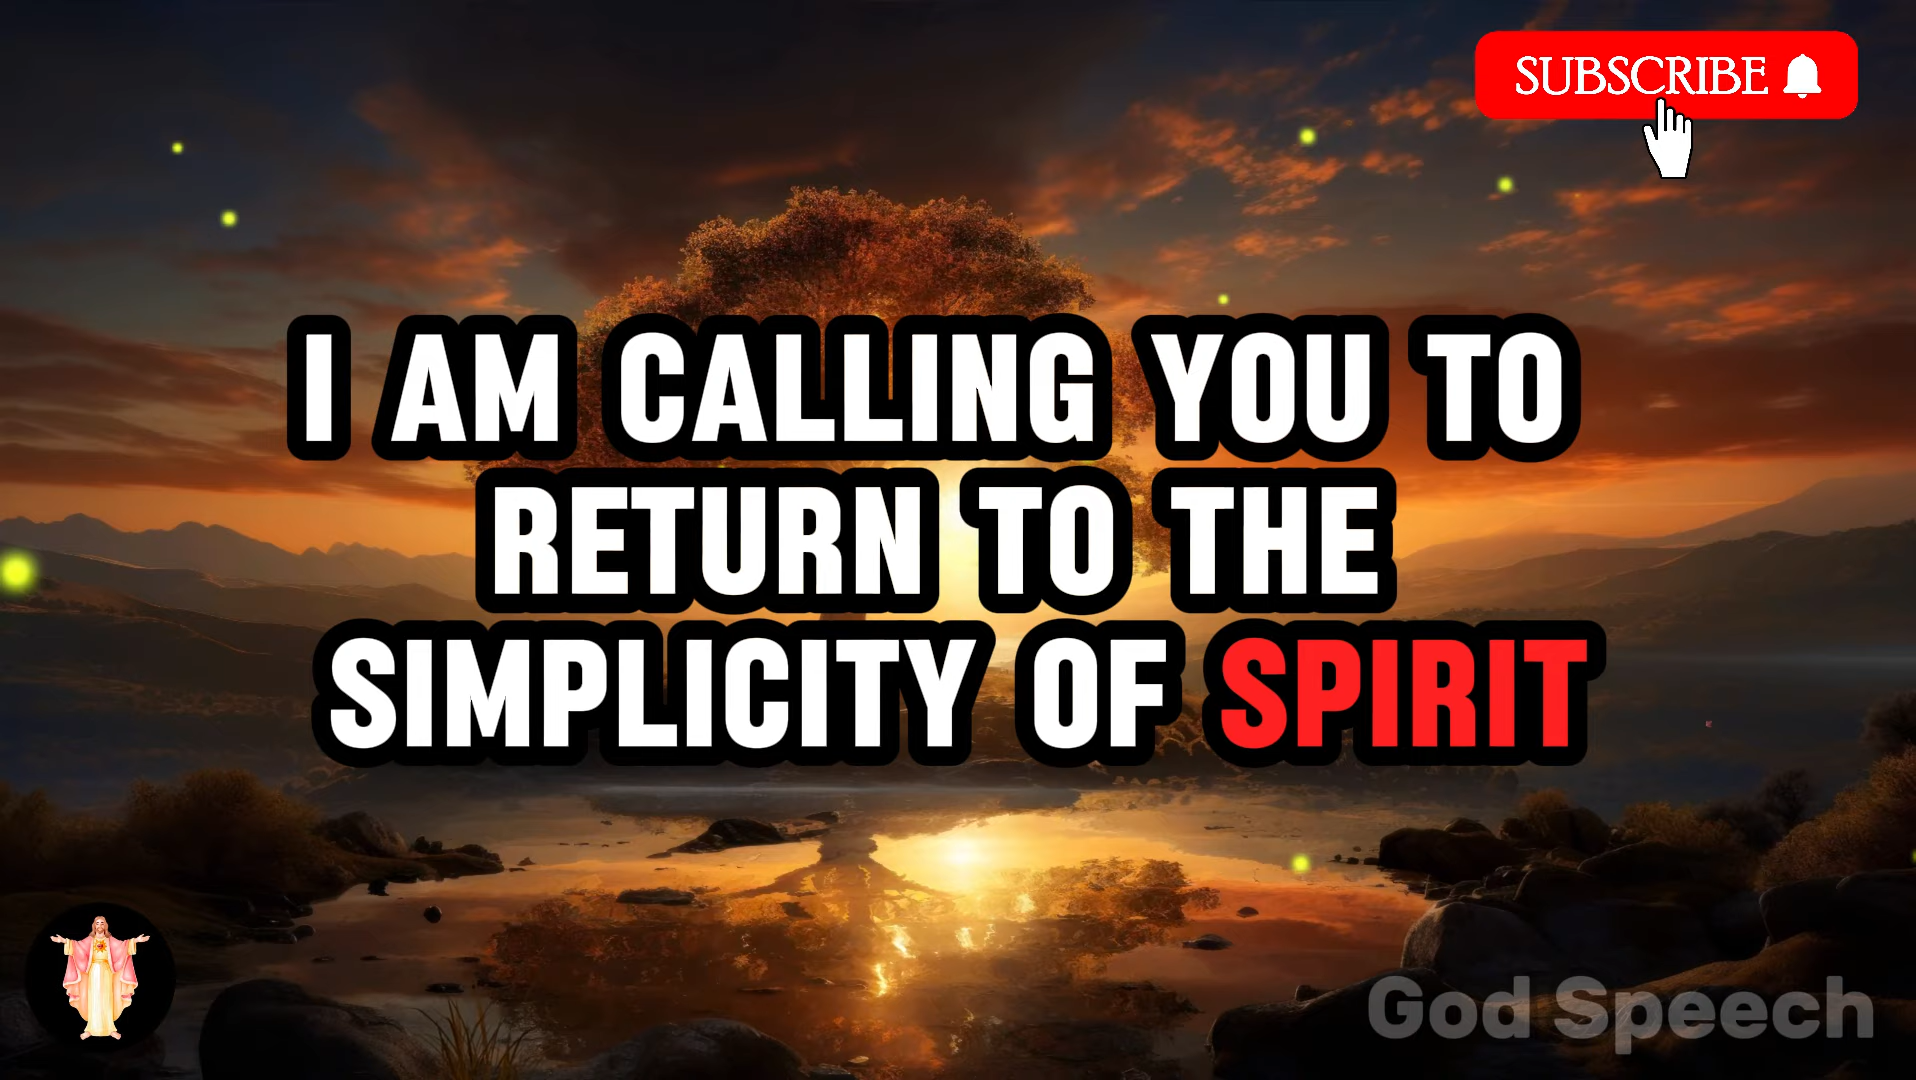 SUBSCRIBE
I AM CALLING YOU TO
RETURN TO THE
SIMPLICITY OF SPIRIT
God Speech